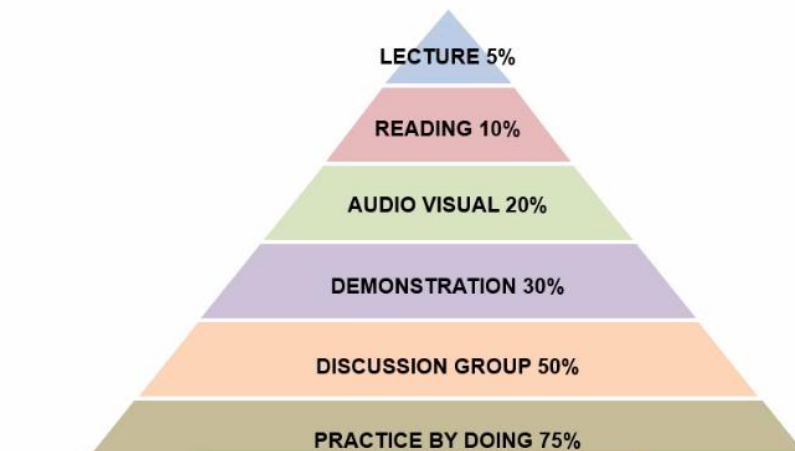 LECTURE 5%
READING 10%
AUDIO VISUAL 20%
DEMONSTRATION 30%
DISCUSSION GROUP 50%
PRACTICE BY DOING 75%